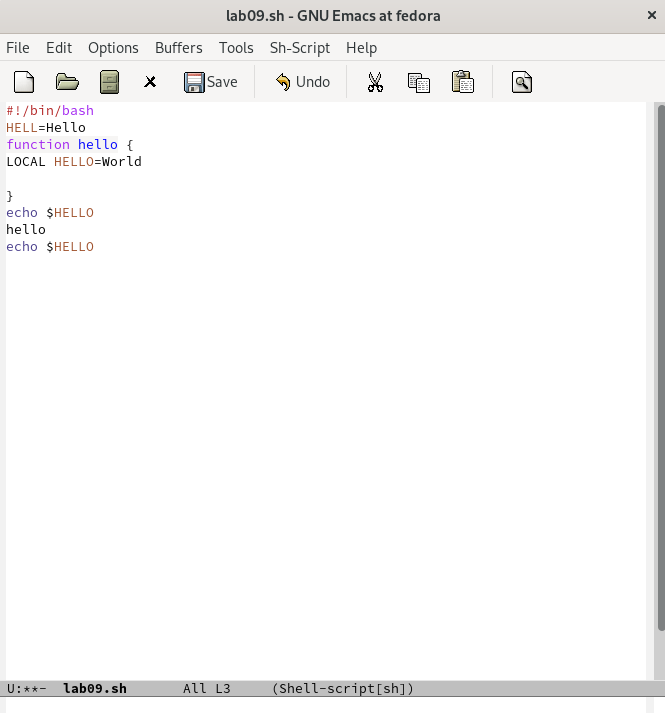 lab09.sh - GNU Emacs at fedora
File Edit Options Buffers Tools Sh-Script Help
Save Undo
#!/bin/bash
HELL=Hello
function hello {
LOCAL HELLO=World
}
echo $HELLO
hello
echo $HELLO
U:**- lab09.sh All L3 (Shell-script[sh])